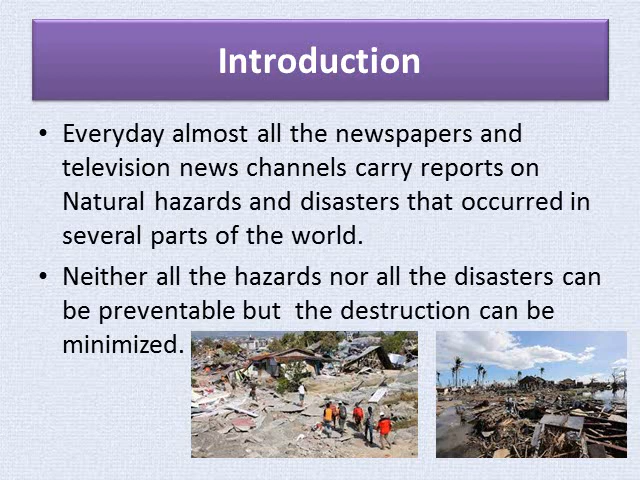 Introduction
• Everyday almost all the newspapers and
television news channels carry reports on
Natural hazards and disasters that occurred in
several parts of the world.
• Neither all the hazards nor all the disasters can
be preventable but  the destruction can be
minimized.